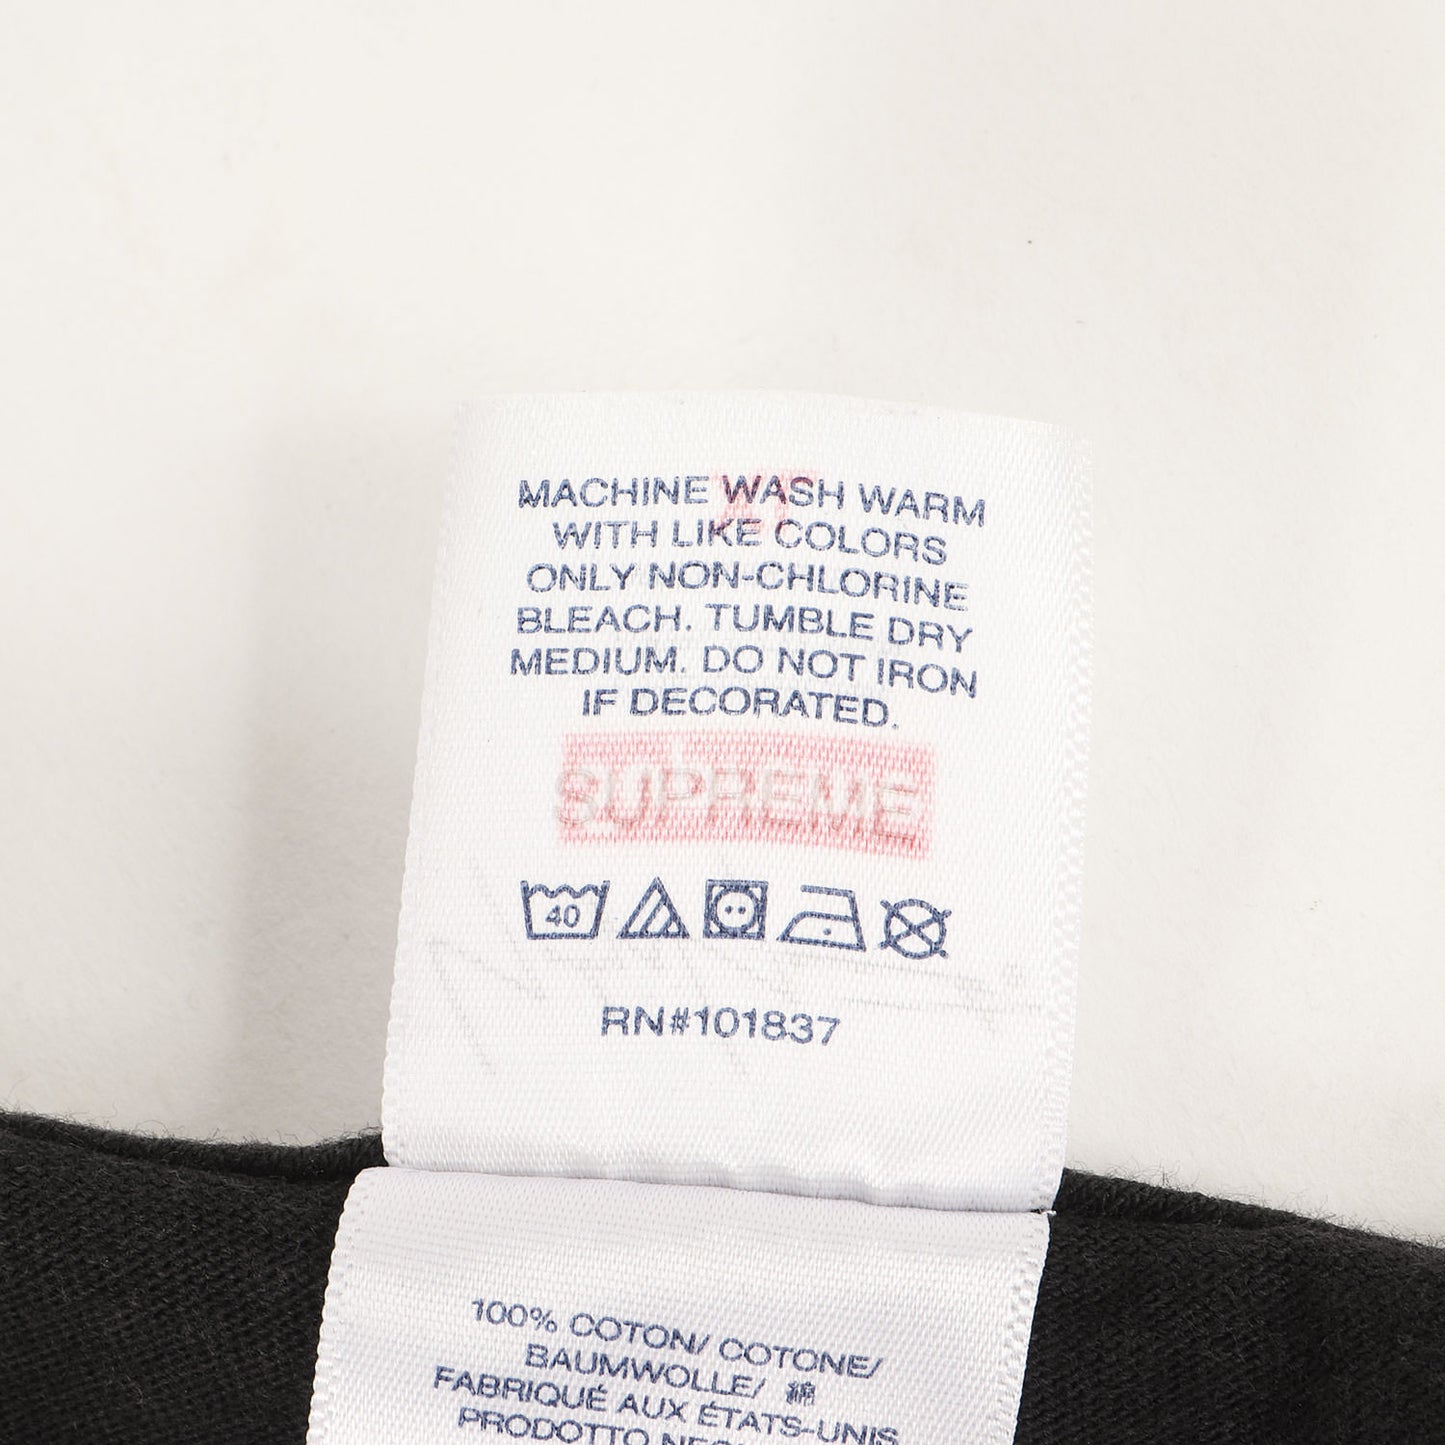 MACHINE WASH WARM
WITH LIKE COLORS
ONLY NON-CHLORINE
BLEACH. TUMBLE DRY
MEDIUM. DO NOT IRON
IF DECORATED.
SUPREME
40
RN#101837
100% COTON/ COTONE/
BAUMWOLLE/ 綿
FABRIQUÉ AUX ÉTATS-UNIS
PRODOTTO